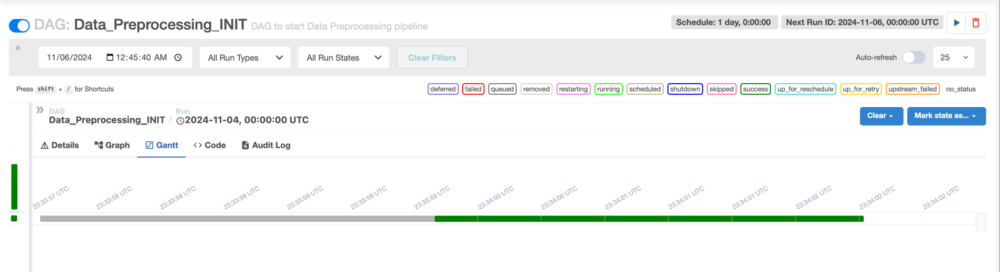 DAG: Data_Preprocessing_INIT DAG to start Data Preprocessing pipeline
Schedule: 1 day, 0:00:00 Next Run ID: 2024-11-06, 00:00:00 UTC
11/06/2024 12:45:40 AM All Run Types All Run States Clear Filters Auto-refresh 25
Press shift + / for Shortcuts deferred failed queued removed restarting running scheduled shutdown skipped success up_for_reschedule up_for_retry upstream_failed no_status
DAG Run
Data_Preprocessing_INIT / 2024-11-04, 00:00:00 UTC
Clear Mark state as...
Details Graph Gantt <> Code Audit Log
23:33:57 UTC 23:33:58 UTC 23:33:58 UTC 23:33:58 UTC 23:33:59 UTC 23:33:59 UTC 23:33:59 UTC 23:34:00 UTC 23:34:00 UTC 23:34:01 UTC 23:34:01 UTC 23:34:01 UTC 23:34:02 UTC 23:34:02 UTC 23:34:02 UTC